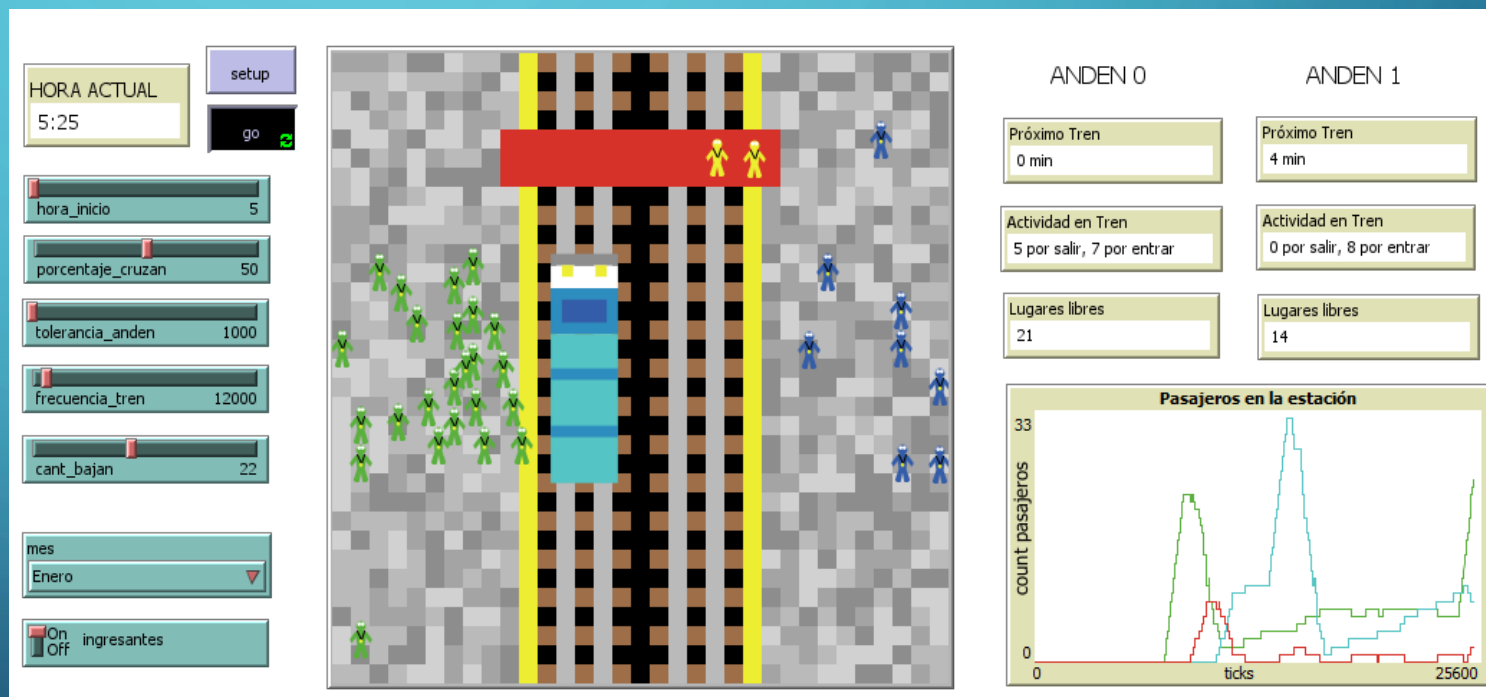 HORA ACTUAL
5:25
setup
go
hora_inicio 5
porcentaje_cruzan 50
tolerancia_anden 1000
frecuencia_tren 12000
cant_bajan 22
mes
Enero
On
Off
ingresantes
ANDEN 0
Próximo Tren
0 min
Actividad en Tren
5 por salir, 7 por entrar
Lugares libres
21
ANDEN 1
Próximo Tren
4 min
Actividad en Tren
0 por salir, 8 por entrar
Lugares libres
14
Pasajeros en la estación
33
count pasajeros
0
0 ticks 25600